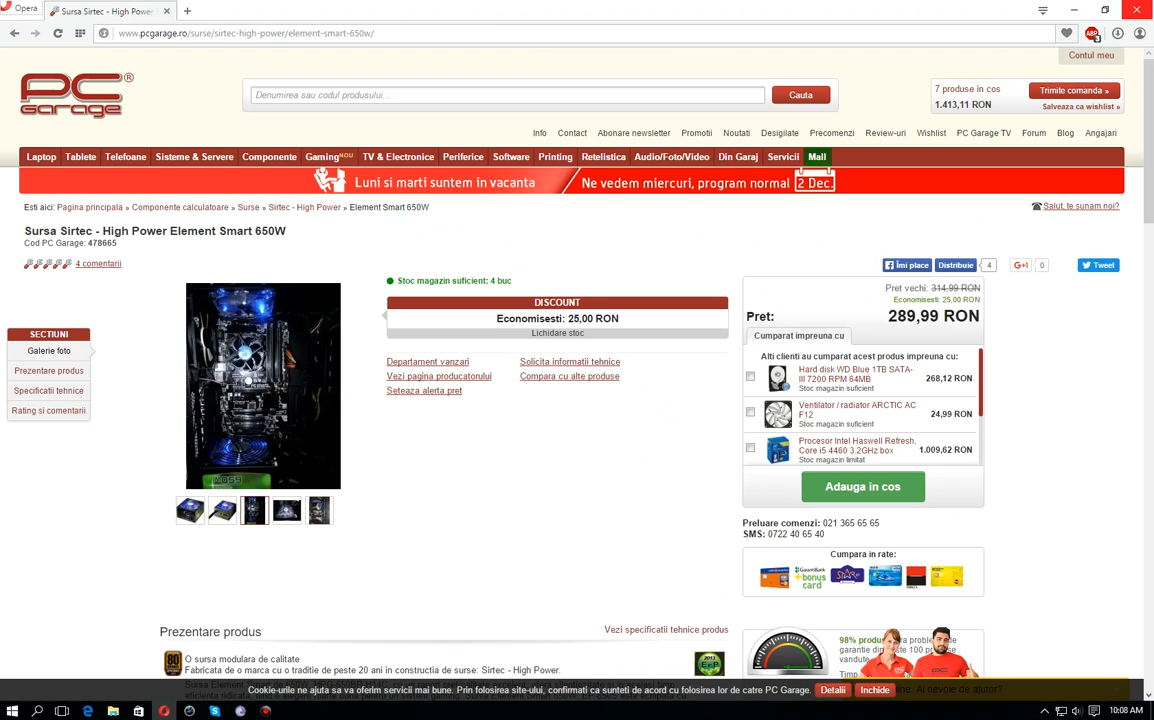 Opera
Sursa Sirtec - High Power
www.pcgarage.ro/surse/sirtec-high-power/element-smart-650w/
ABP
3
Contul meu
PC
Garage
®
Denumirea sau codul produsului...
Cauta
7 produse in cos
1.413,11 RON
Trimite comanda »
Salveaza ca wishlist »
Info Contact Abonare newsletter Promotii Noutati Desigilate Precomenzi Review-uri Wishlist PC Garage TV Forum Blog Angajari
Laptop Tablete Telefoane Sisteme & Servere Componente Gaming NOU TV & Electronice Periferice Software Printing Retelistica Audio/Foto/Video Din Garaj Servicii Mall
Luni si marti suntem in vacanta
Ne vedem miercuri, program normal 2 Dec.
Esti aici: Pagina principala » Componente calculatoare » Surse » Sirtec - High Power » Element Smart 650W
Salut, te sunam noi?
Sursa Sirtec - High Power Element Smart 650W
Cod PC Garage: 478665
4 comentarii
Îmi place Distribuie 4
G+1 0
Tweet
SECTIUNI
Galerie foto
Prezentare produs
Specificatii tehnice
Rating si comentarii
Stoc magazin suficient: 4 buc
DISCOUNT
Economisesti: 25,00 RON
Lichidare stoc
Departament vanzari
Solicita informatii tehnice
Vezi pagina producatorului
Compara cu alte produse
Seteaza alerta pret
Pret vechi: 314,99 RON
Economisesti: 25,00 RON
Pret: 289,99 RON
Cumparat impreuna cu
Alti clienti au cumparat acest produs impreuna cu:
Hard disk WD Blue 1TB SATA-
III 7200 RPM 64MB
Stoc magazin suficient
268,12 RON
Ventilator / radiator ARCTIC AC
F12
Stoc magazin suficient
24,99 RON
Procesor Intel Haswell Refresh,
Core i5 4460 3.2GHz box
Stoc magazin limitat
1.009,62 RON
Adauga in cos
Preluare comenzi: 021 365 65 65
SMS: 0722 40 65 40
Cumpara in rate:
GarantiBank
bonus
card
STAR
Prezentare produs
Vezi specificatii tehnice produs
O sursa modulara de calitate
Fabricata de o marca cu o traditie de peste 20 ani in constructia de surse: Sirtec - High Power.
ErP
Cookie-urile ne ajuta sa va oferim servicii mai bune. Prin folosirea site-ului, confirmati ca sunteti de acord cu folosirea lor de catre PC Garage.
Detalii
Inchide
10:08 AM